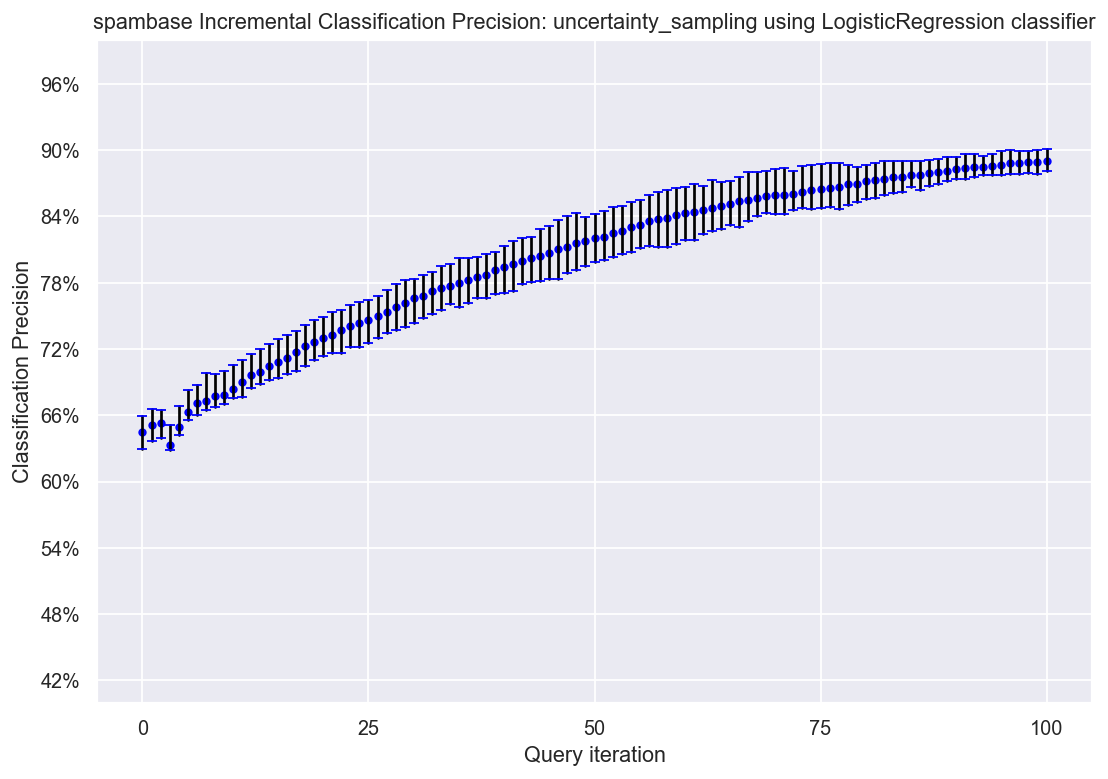 spambase Incremental Classification Precision: uncertainty_sampling using LogisticRegression classifier
96%
90%
84%
78%
72%
66%
60%
54%
48%
42%
Classification Precision
0 25 50 75 100
Query iteration